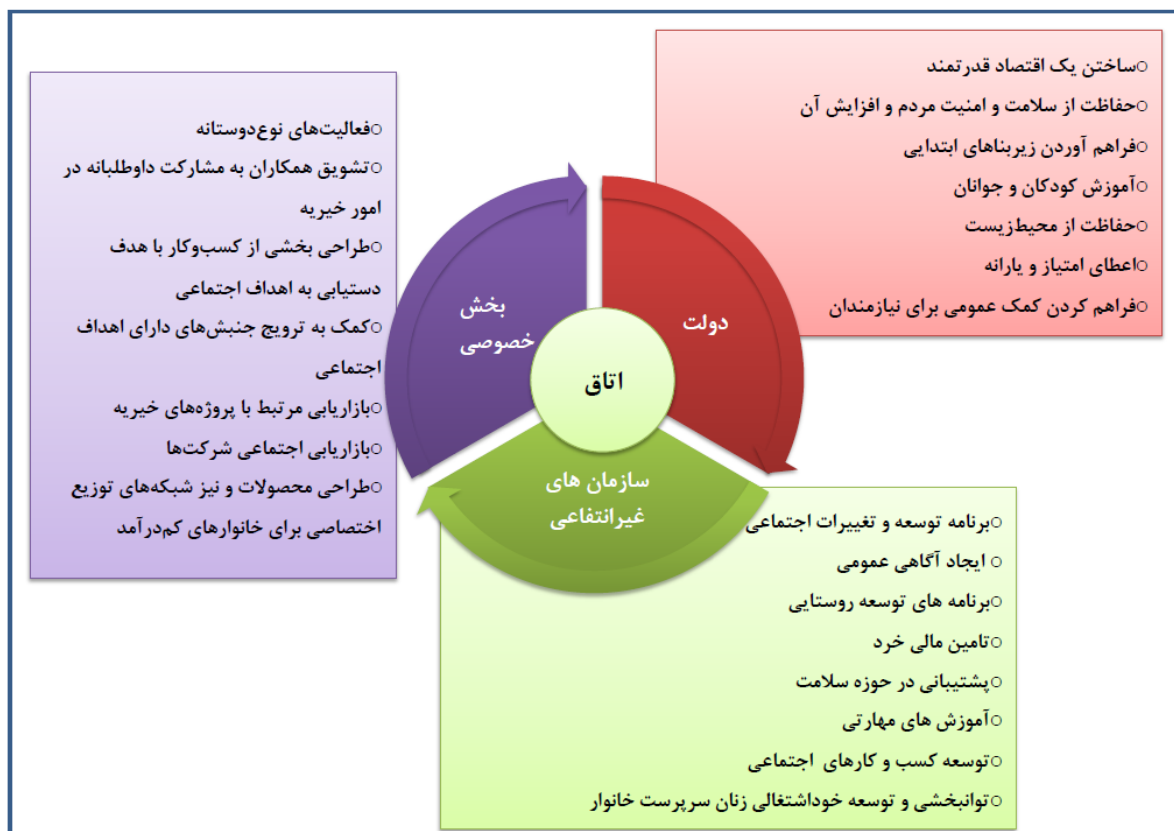 ○ساختن یک اقتصاد قدرتمند
○حفاظت از سلامت و امنیت مردم و افزایش آن
○فراهم آوردن زیربناهای ابتدایی
○آموزش کودکان و جوانان
○حفاظت از محیط‌زیست
○اعطای امتیاز و یارانه
○فراهم کردن کمک عمومی برای نیازمندان
○فعالیت‌های نوع‌دوستانه
○تشویق همکاران به مشارکت داوطلبانه در
امور خیریه
○طراحی بخشی از کسب‌وکار با هدف
دستیابی به اهداف اجتماعی
○کمک به ترویج جنبش‌های دارای اهداف
اجتماعی
○بازاریابی مرتبط با پروژه‌های خیریه
○بازاریابی اجتماعی شرکت‌ها
○طراحی محصولات و نیز شبکه‌های توزیع
اختصاصی برای خانوارهای کم‌درآمد
دولت
بخش
خصوصی
اتاق
سازمان های
غیرانتفاعی
○برنامه توسعه و تغییرات اجتماعی
○ ایجاد آگاهی عمومی
○برنامه های توسعه روستایی
○تامین مالی خرد
○پشتیبانی در حوزه سلامت
○آموزش های مهارتی
○توسعه کسب و کارهای اجتماعی
○توانبخشی و توسعه خوداشتغالی زنان سرپرست خانوار